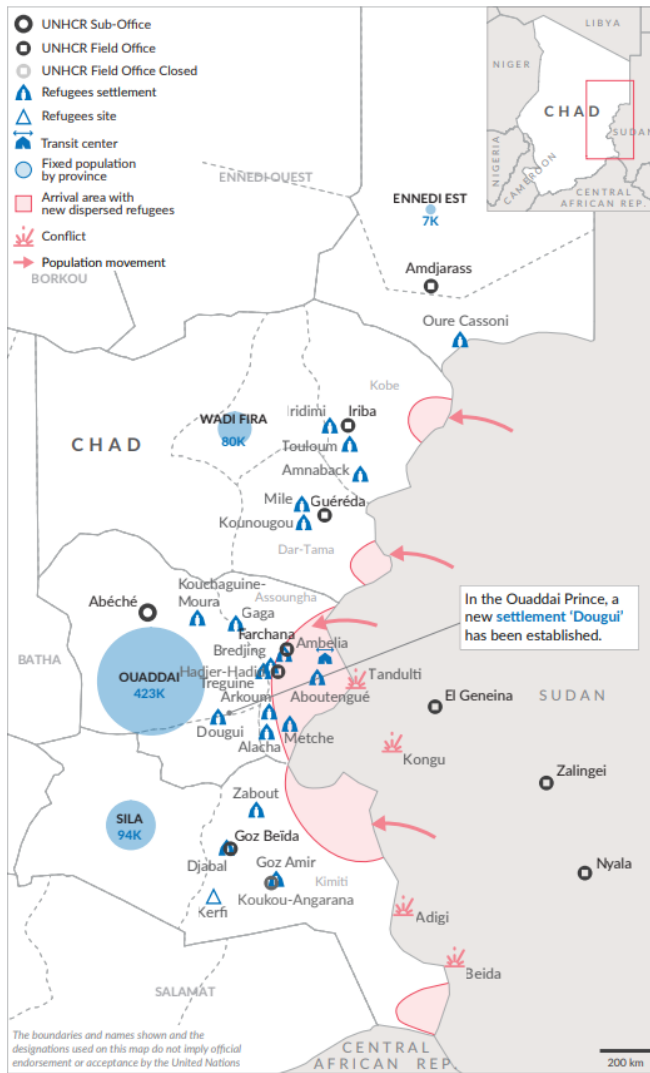 UNHCR Sub-Office
UNHCR Field Office
UNHCR Field Office Closed
Refugees settlement
Refugees site
Transit center
Fixed population
by province
Arrival area with
new dispersed refugees
Conflict
Population movement
LIBYA
NIGER
CHAD
SUDAN
NIGERIA
CAMEROON
CENTRAL
AFRICAN REP.
ENNEDI OUEST
ENNEDI EST
7K
BORKOU
Amdjarass
Oure Cassoni
Kobe
WADI FIRA
80K
Iridimi
Iriba
CHAD
Touloum
Amnaback
Mile
Guéréda
Kounougou
Dar-Tama
Kouchaguine-
Moura
Assoungha
Abéché
Gaga
In the Ouaddai Prince, a
new settlement 'Dougui'
has been established.
Farchana
Bredjing
Ambelia
BATHA
OUADDAI
423K
Hadjer-Hadid
Treguine
Tandulti
Aboutengué
Arkoum
El Geneina
SUDAN
Dougui
Metche
Alacha
Kongu
Zalingei
Zabout
SILA
94K
Goz Beïda
Djabal
Goz Amir
Kimiti
Nyala
Koukou-Angarana
Kerfi
Adigi
Beida
SALAMAT
The boundaries and names shown and the
designations used on this map do not imply official
endorsement or acceptance by the United Nations
CENTRAL
AFRICAN REP.
200 km